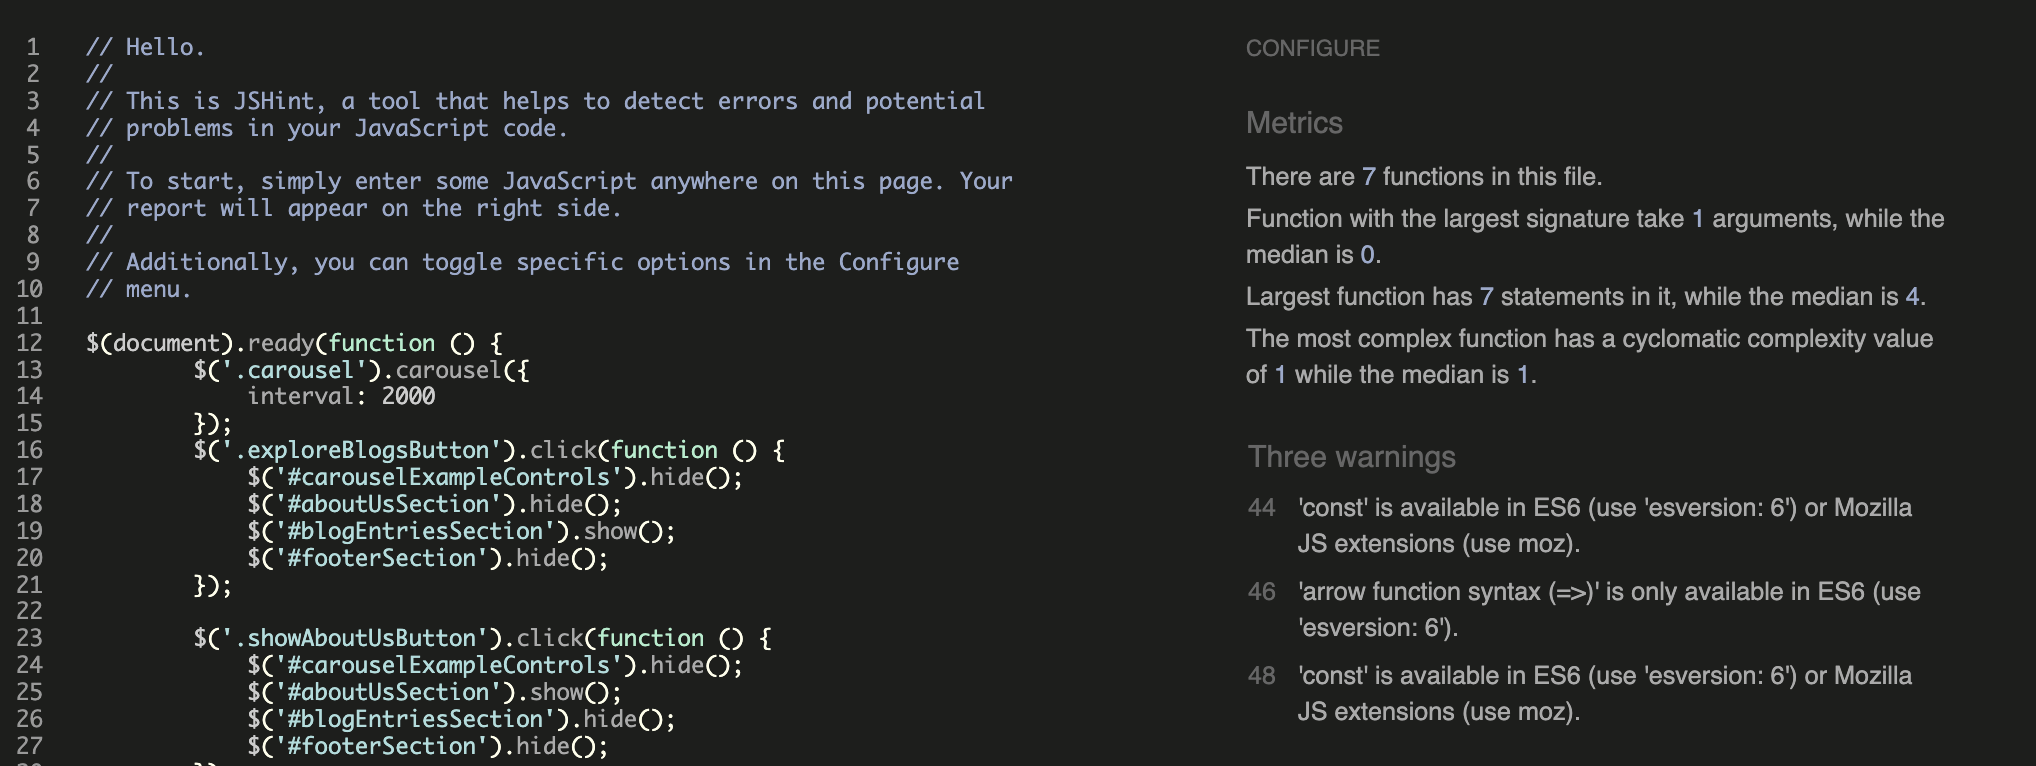 1 // Hello.
2 //
3 // This is JSHint, a tool that helps to detect errors and potential
4 // problems in your JavaScript code.
5 //
6 // To start, simply enter some JavaScript anywhere on this page. Your
7 // report will appear on the right side.
8 //
9 // Additionally, you can toggle specific options in the Configure
10 // menu.
11
12 $(document).ready(function () {
13         $('.carousel').carousel({
14             interval: 2000
15         });
16         $('.exploreBlogsButton').click(function () {
17             $('#carouselExampleControls').hide();
18             $('#aboutUsSection').hide();
19             $('#blogEntriesSection').show();
20             $('#footerSection').hide();
21         });
22
23         $('.showAboutUsButton').click(function () {
24             $('#carouselExampleControls').hide();
25             $('#aboutUsSection').show();
26             $('#blogEntriesSection').hide();
27             $('#footerSection').hide();
CONFIGURE
Metrics
There are 7 functions in this file.
Function with the largest signature take 1 arguments, while the
median is 0.
Largest function has 7 statements in it, while the median is 4.
The most complex function has a cyclomatic complexity value
of 1 while the median is 1.
Three warnings
44 'const' is available in ES6 (use 'esversion: 6') or Mozilla
JS extensions (use moz).
46 'arrow function syntax (=>)' is only available in ES6 (use
'esversion: 6').
48 'const' is available in ES6 (use 'esversion: 6') or Mozilla
JS extensions (use moz).